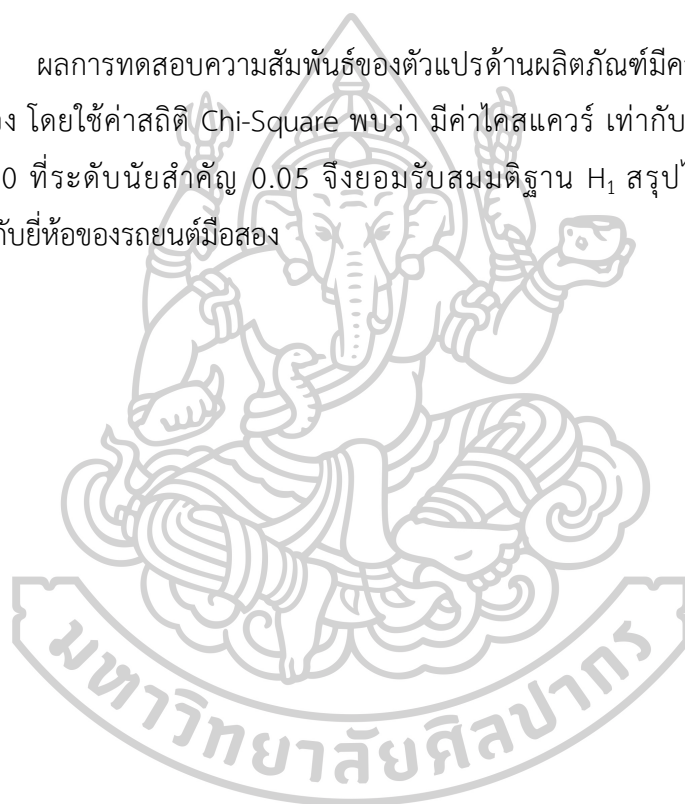 ผลการทดสอบความสัมพันธ์ของตัวแปรด้านผลิตภัณฑ์มีค
โดยใช้ค่าสถิติ Chi-Square พบว่า มีค่าไคสแควร์ เท่ากับ
0 ที่ระดับนัยสำคัญ 0.05 จึงยอมรับสมมติฐาน H₁ สรุป
กับยี่ห้อของรถยนต์มือสอง
มหาวิทยาลัยศิลปากร